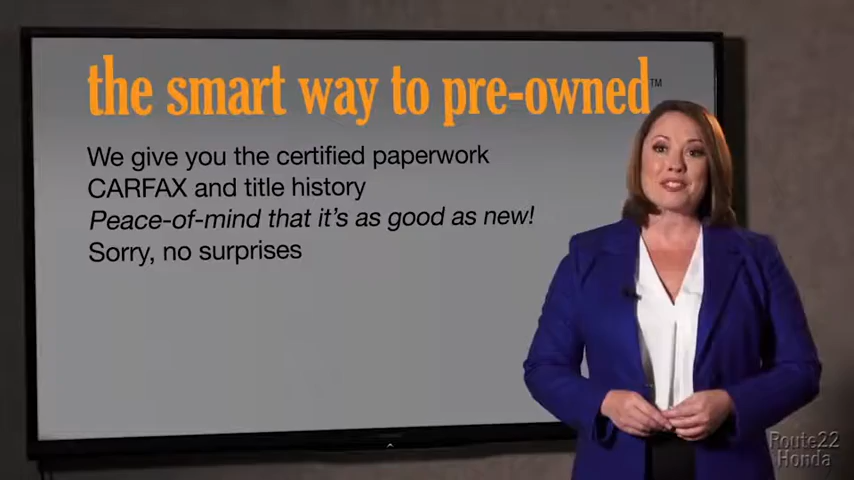 the smart way to pre-owned™
We give you the certified paperwork
CARFAX and title history
Peace-of-mind that it's as good as new!
Sorry, no surprises
Route22
Honda